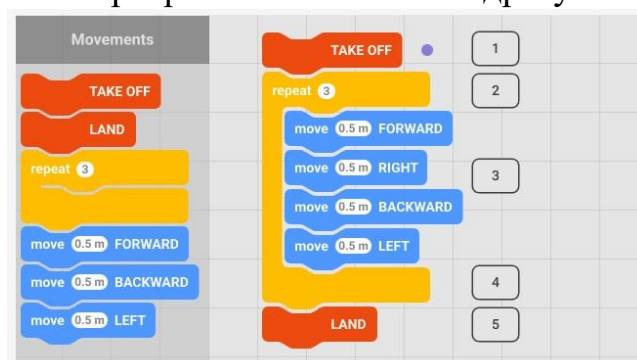 Movements
TAKE OFF
LAND
repeat 3
move 0.5 m FORWARD
move 0.5 m BACKWARD
move 0.5 m LEFT
TAKE OFF
1
repeat 3
2
move 0.5 m FORWARD
move 0.5 m RIGHT
3
move 0.5 m BACKWARD
move 0.5 m LEFT
4
LAND
5